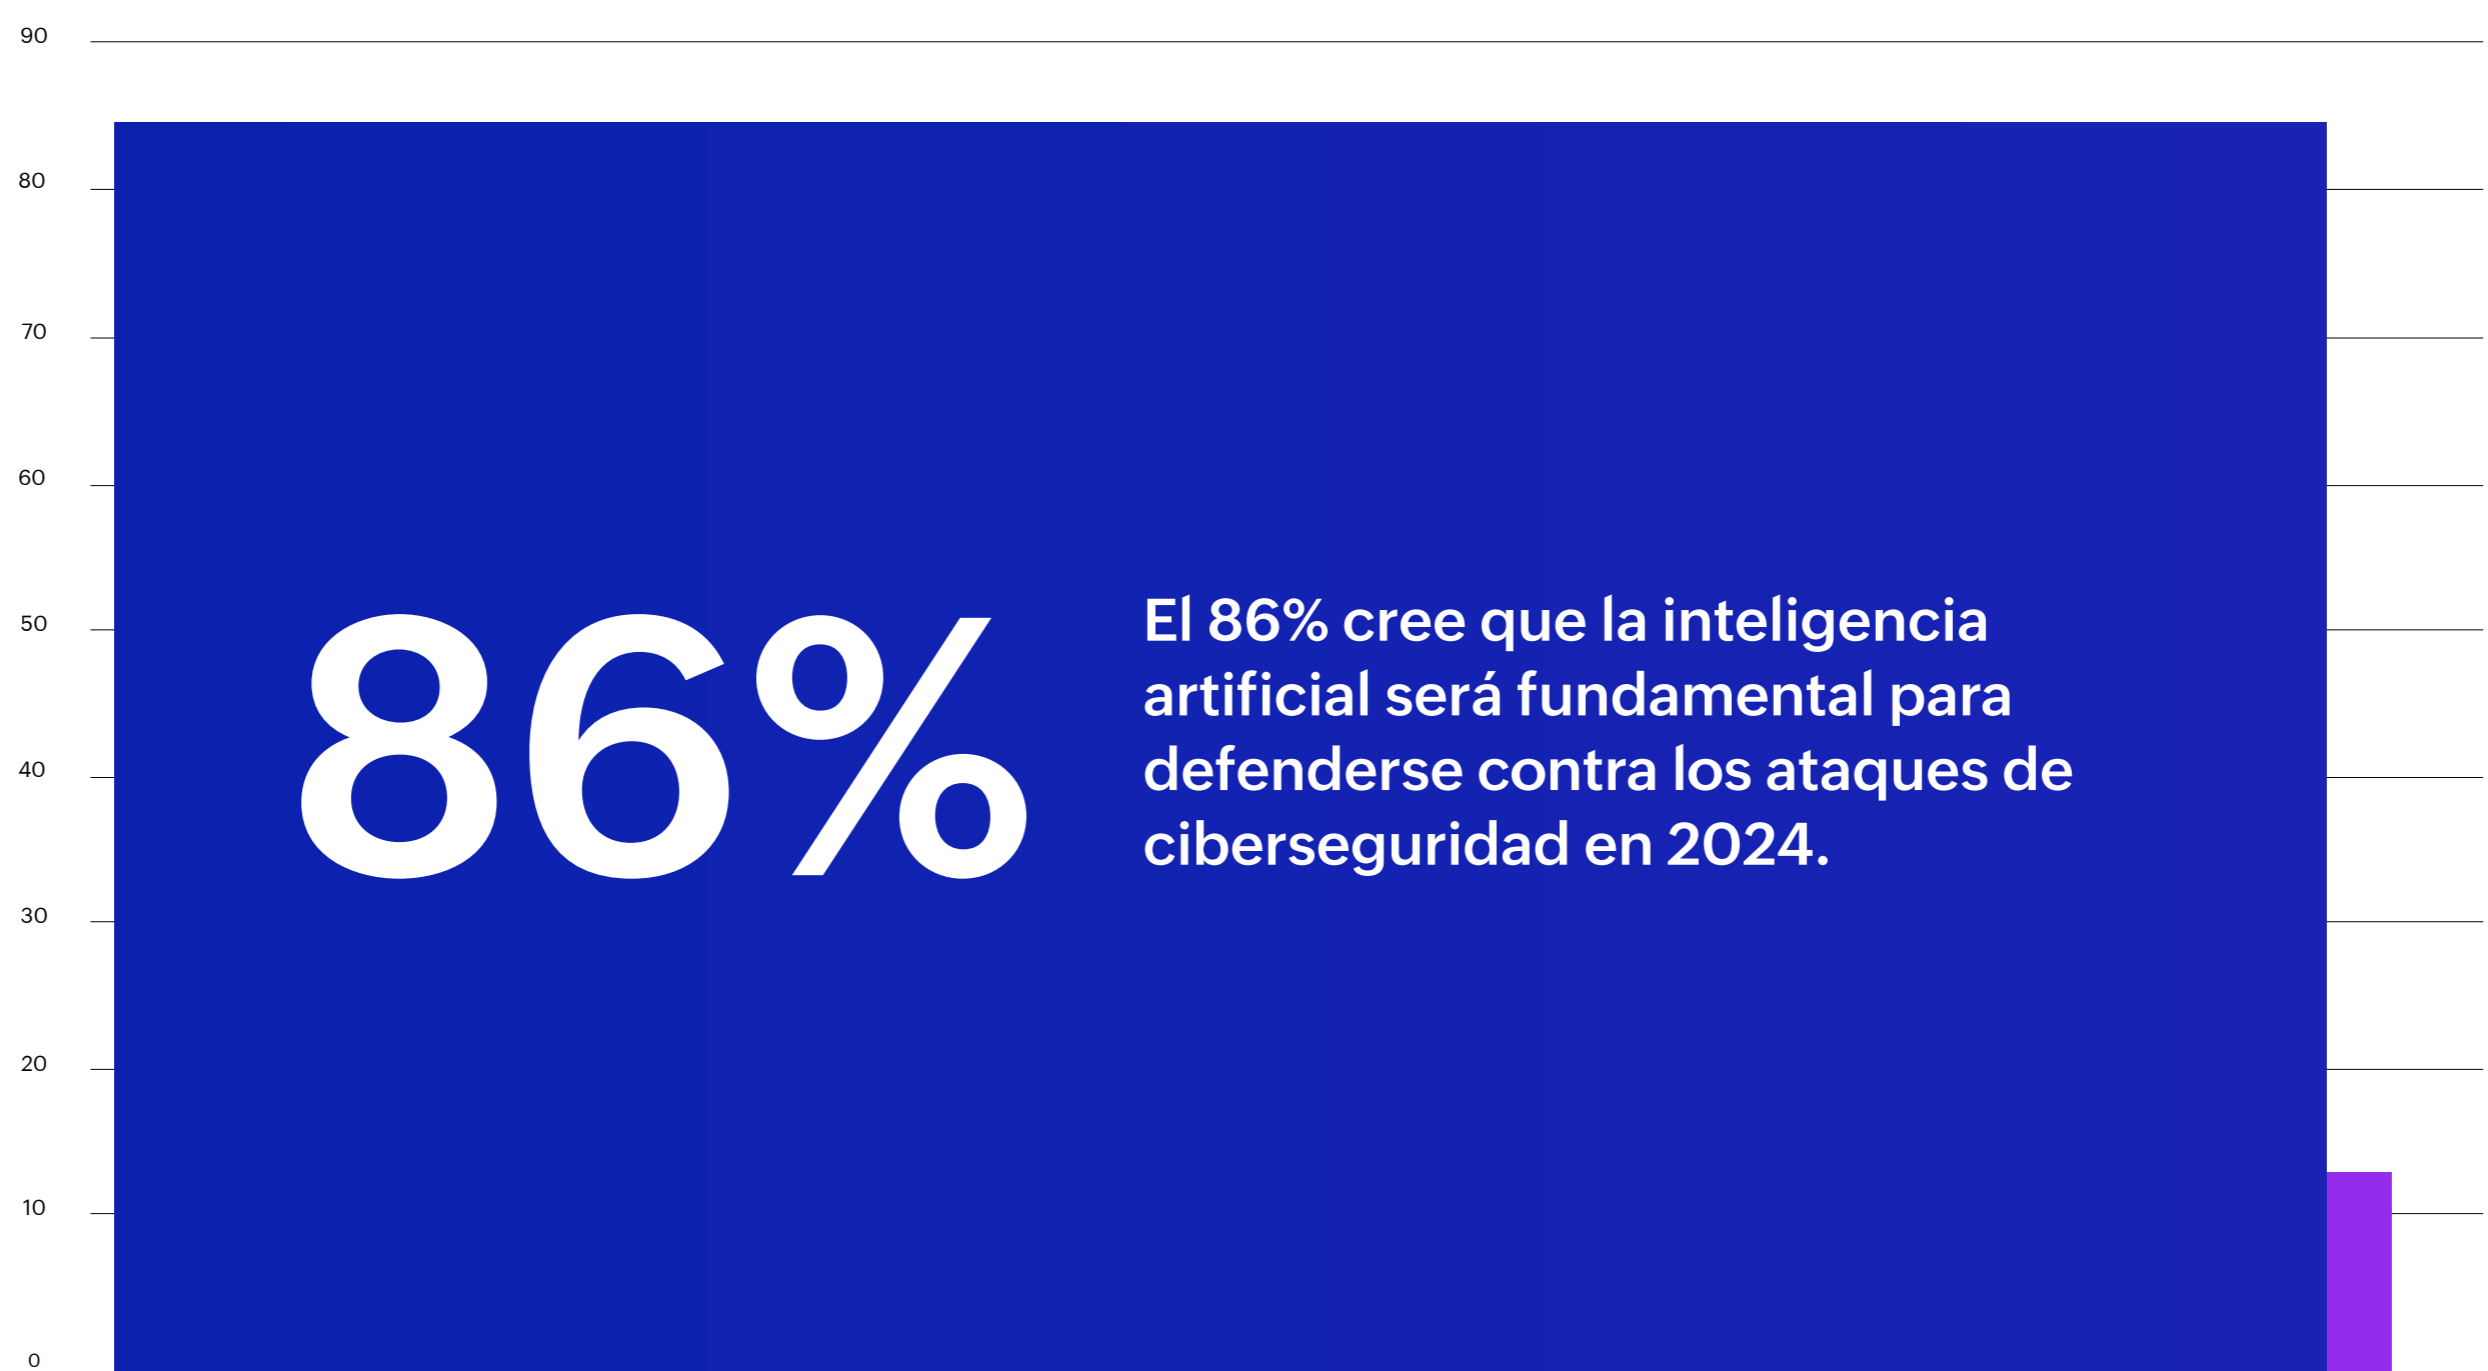 90
80
70
60
50
40
30
20
10
0
86%
El 86% cree que la inteligencia
artificial será fundamental para
defenderse contra los ataques de
ciberseguridad en 2024.